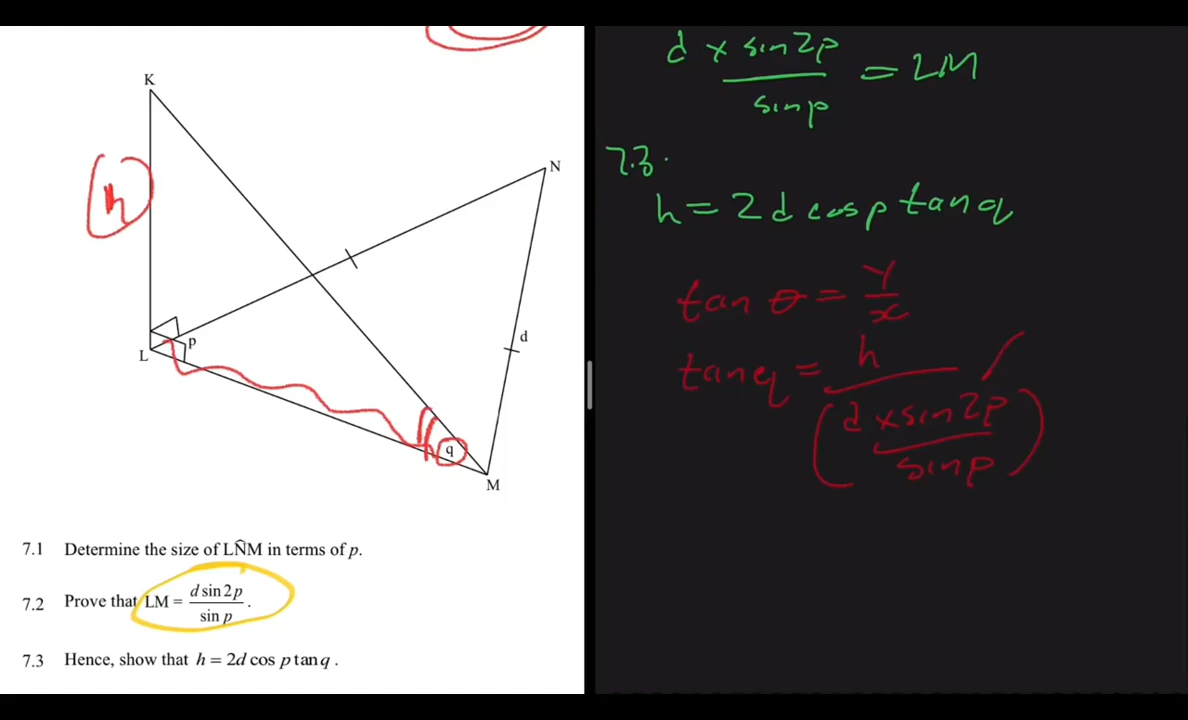 K
N
h
d
p
L
q
M
7.1 Determine the size of LN̂M in terms of p.
7.2 Prove that LM = d sin 2p / sin p .
7.3 Hence, show that h = 2d cos p tan q .
d × sin 2p / sin p = LM
7.3.
h = 2 d cos p tan q
tan θ = y / x
tan q = h / ( d × sin 2p / sin p )